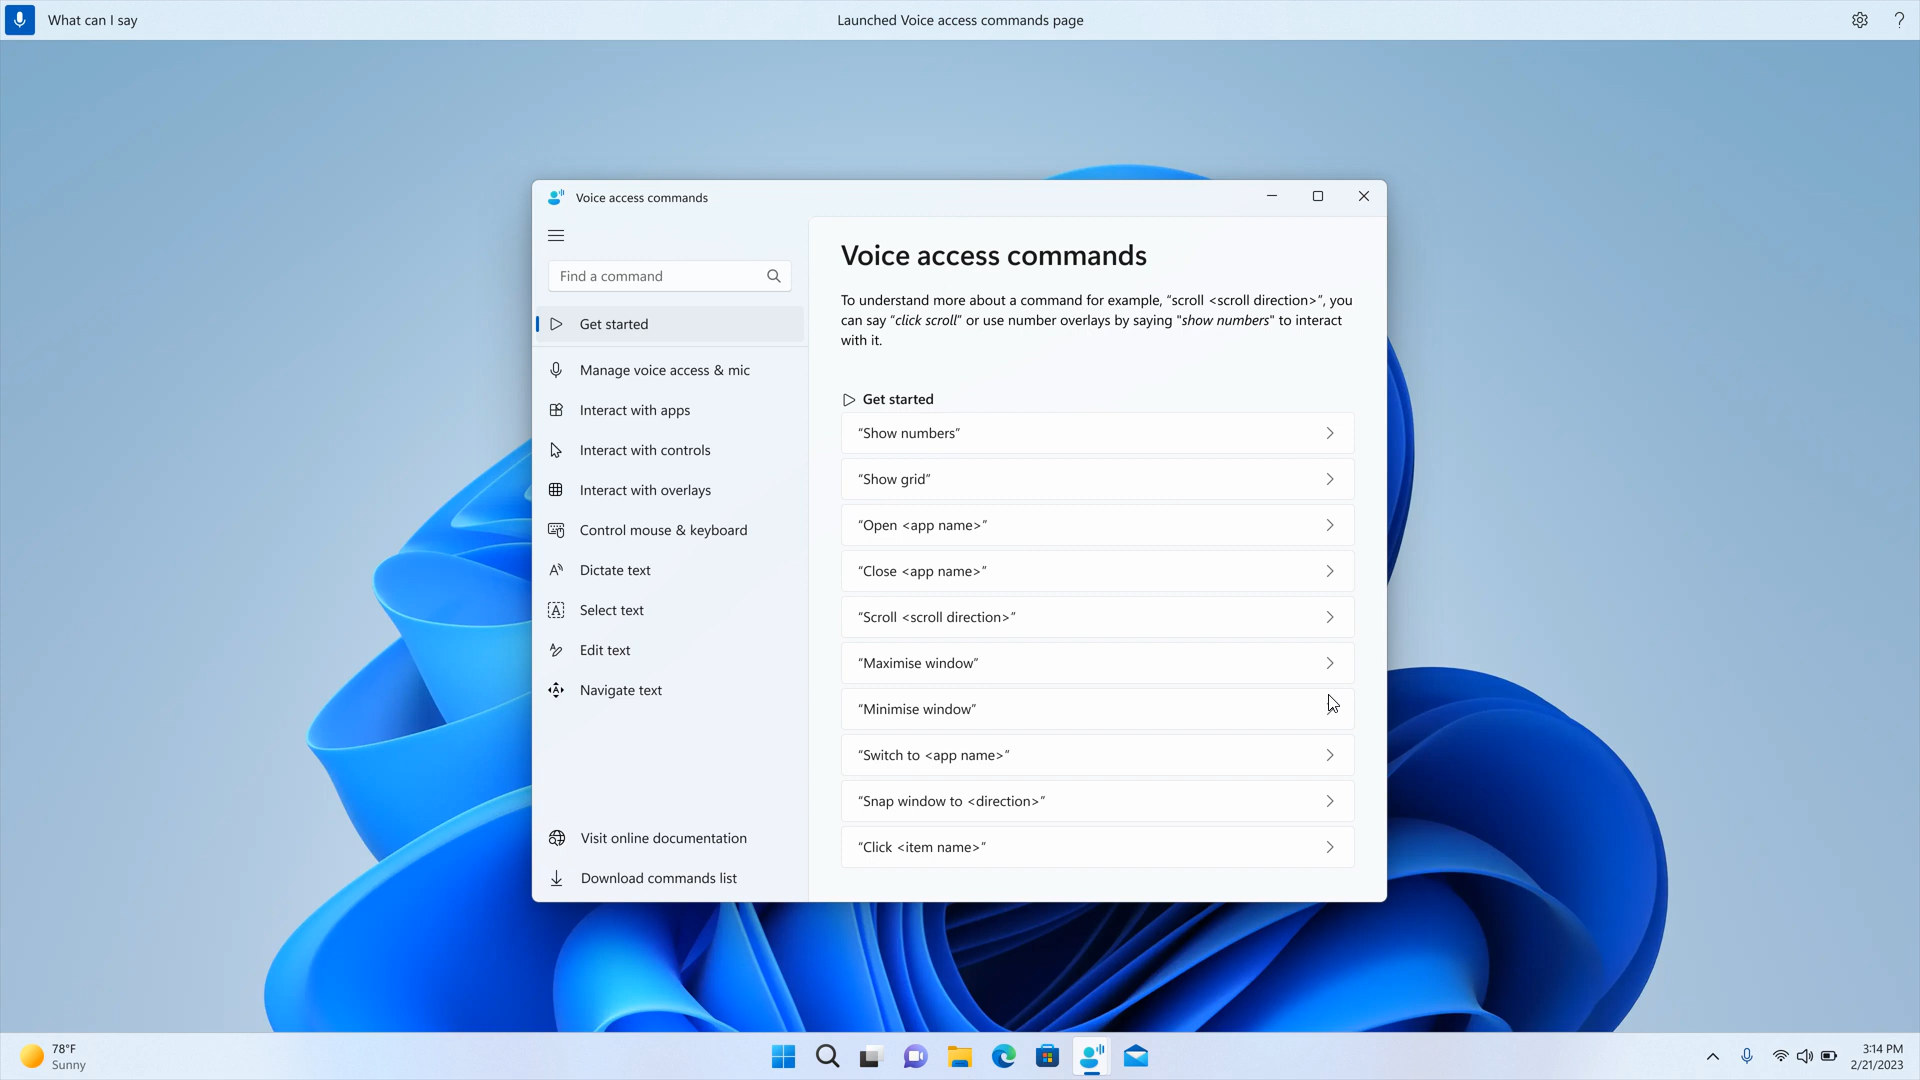 What can I say
Launched Voice access commands page
?
Voice access commands
Find a command
Get started
Manage voice access & mic
Interact with apps
Interact with controls
Interact with overlays
Control mouse & keyboard
Dictate text
Select text
Edit text
Navigate text
Visit online documentation
Download commands list
Voice access commands
To understand more about a command for example, “scroll <scroll direction>”, you
can say “click scroll” or use number overlays by saying "show numbers" to interact
with it.
Get started
“Show numbers”
“Show grid”
“Open <app name>”
“Close <app name>”
“Scroll <scroll direction>”
“Maximise window”
“Minimise window”
“Switch to <app name>”
“Snap window to <direction>”
“Click <item name>”
78°F
Sunny
3:14 PM
2/21/2023